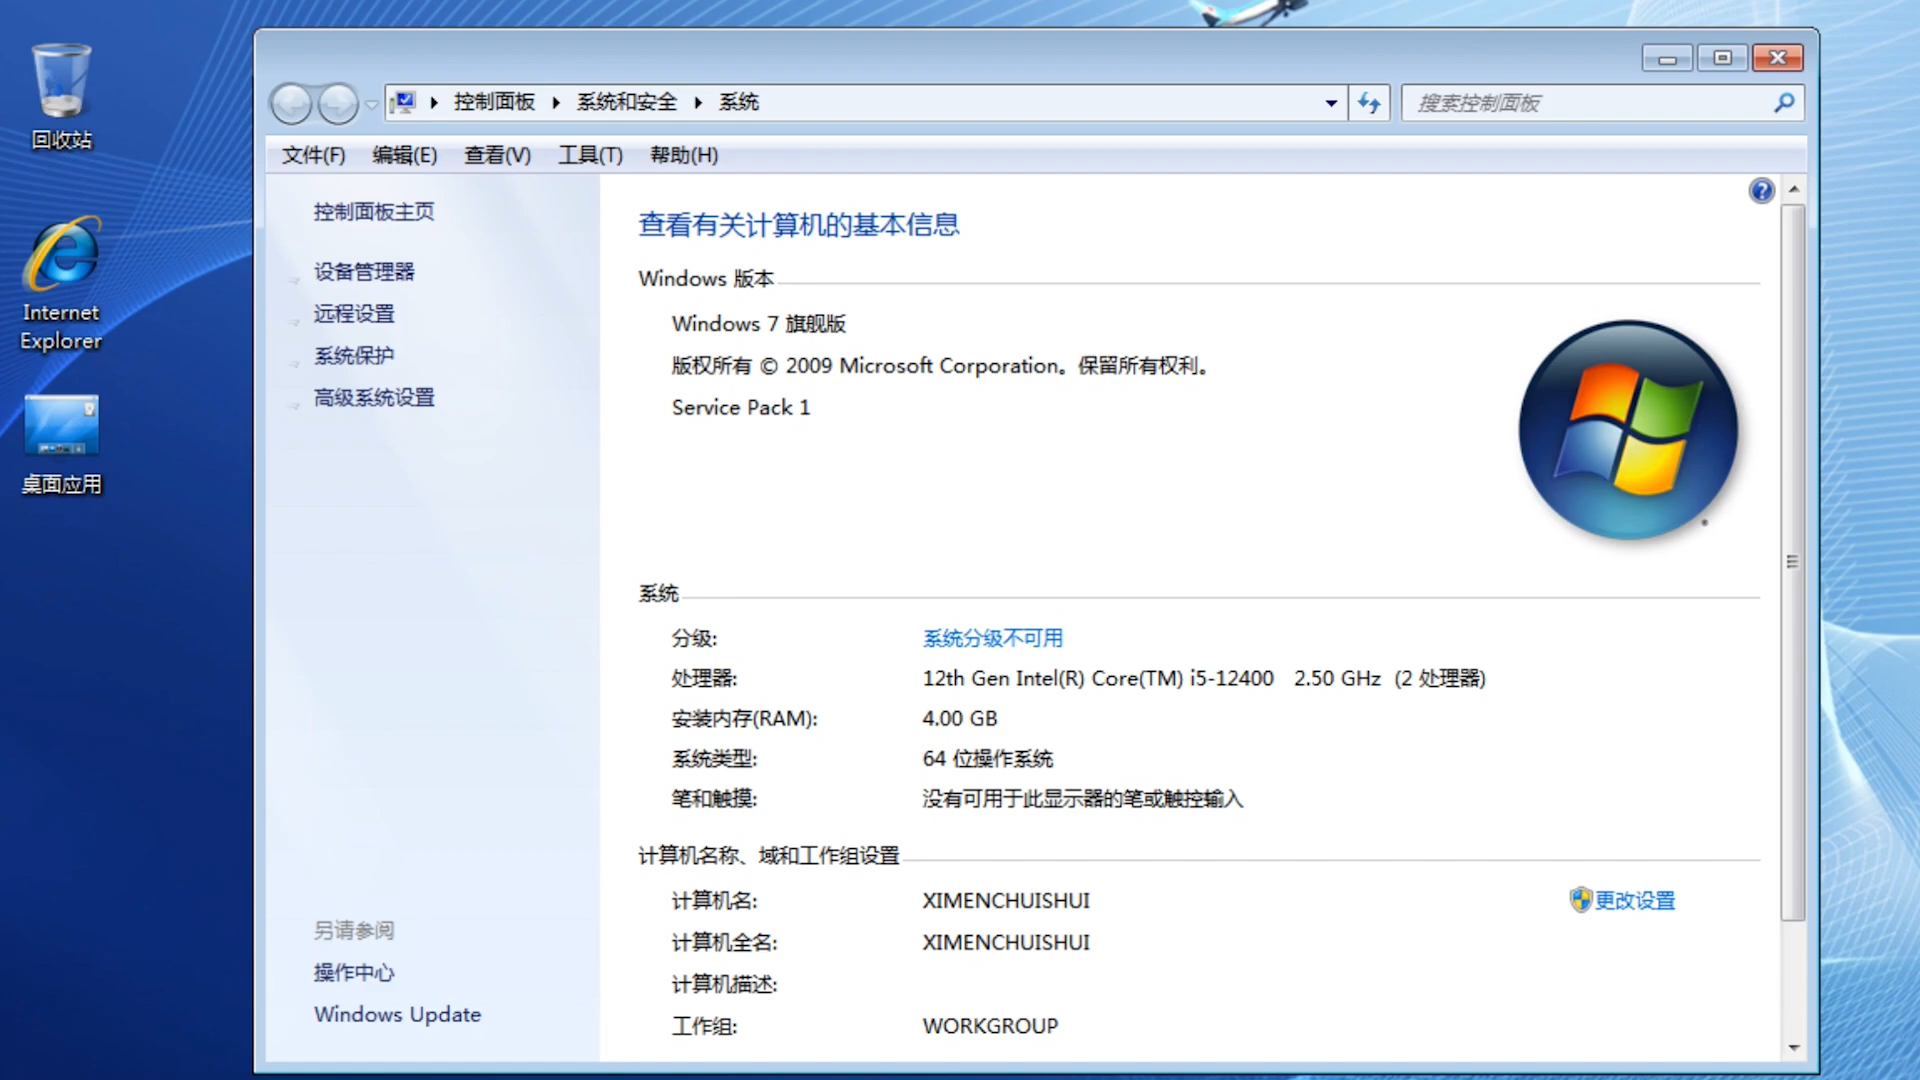 回收站
Internet
Explorer
桌面应用
控制面板 系统和安全 系统
搜索控制面板
文件(F) 编辑(E) 查看(V) 工具(T) 帮助(H)
控制面板主页
设备管理器
远程设置
系统保护
高级系统设置
另请参阅
操作中心
Windows Update
查看有关计算机的基本信息
Windows 版本
Windows 7 旗舰版
版权所有 © 2009 Microsoft Corporation。保留所有权利。
Service Pack 1
系统
分级: 系统分级不可用
处理器: 12th Gen Intel(R) Core(TM) i5-12400 2.50 GHz (2 处理器)
安装内存(RAM): 4.00 GB
系统类型: 64 位操作系统
笔和触摸: 没有可用于此显示器的笔或触控输入
计算机名称、域和工作组设置
计算机名: XIMENCHUISHUI 更改设置
计算机全名: XIMENCHUISHUI
计算机描述:
工作组: WORKGROUP